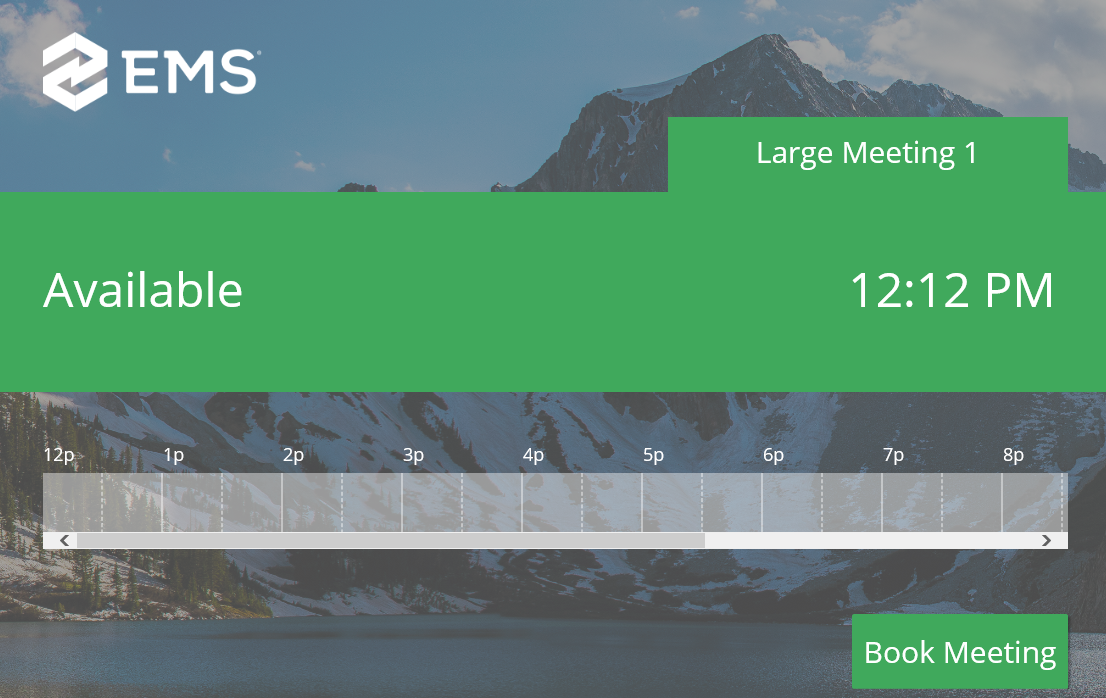 EMS
Large Meeting 1
Available
12:12 PM
12p 1p 2p 3p 4p 5p 6p 7p 8p
Book Meeting